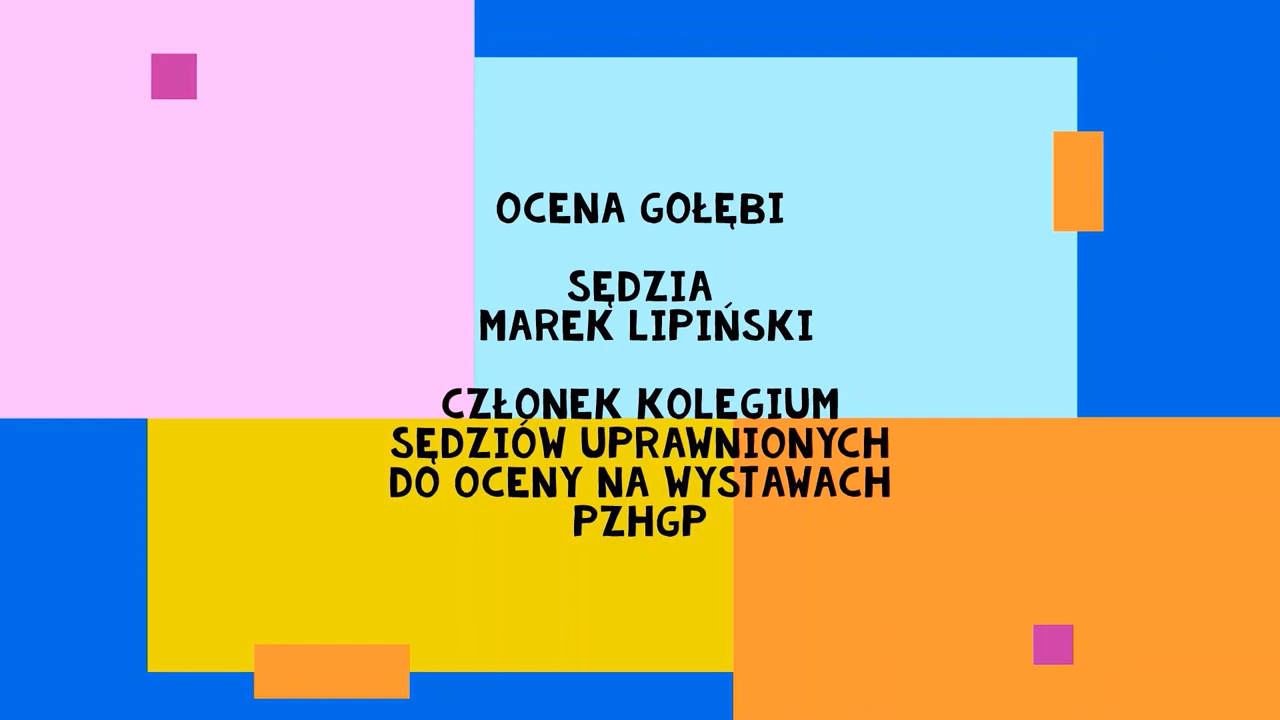 OCENA GOŁĘBI
SĘDZIA
MAREK LIPIŃSKI
CZŁONEK KOLEGIUM
SĘDZIÓW UPRAWNIONYCH
DO OCENY NA WYSTAWACH
PZHGP